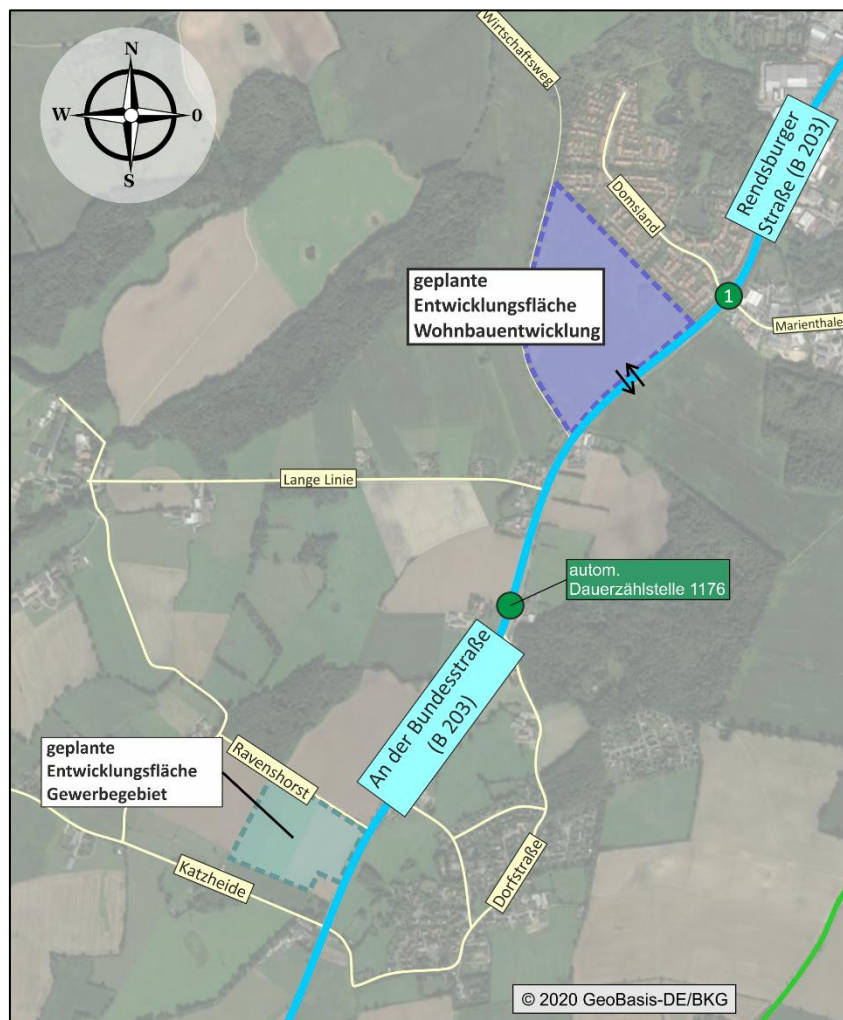 N
W
O
S
Wirtschaftsweg
Rendsburger
Straße (B 203)
Domsland
1
geplante
Entwicklungsfläche
Wohnbauentwicklung
Marienthale
Lange Linie
autom.
Dauerzählstelle 1176
An der Bundesstraße
(B 203)
geplante
Entwicklungsfläche
Gewerbegebiet
Ravenshorst
Katzheide
Dorfstraße
© 2020 GeoBasis-DE/BKG